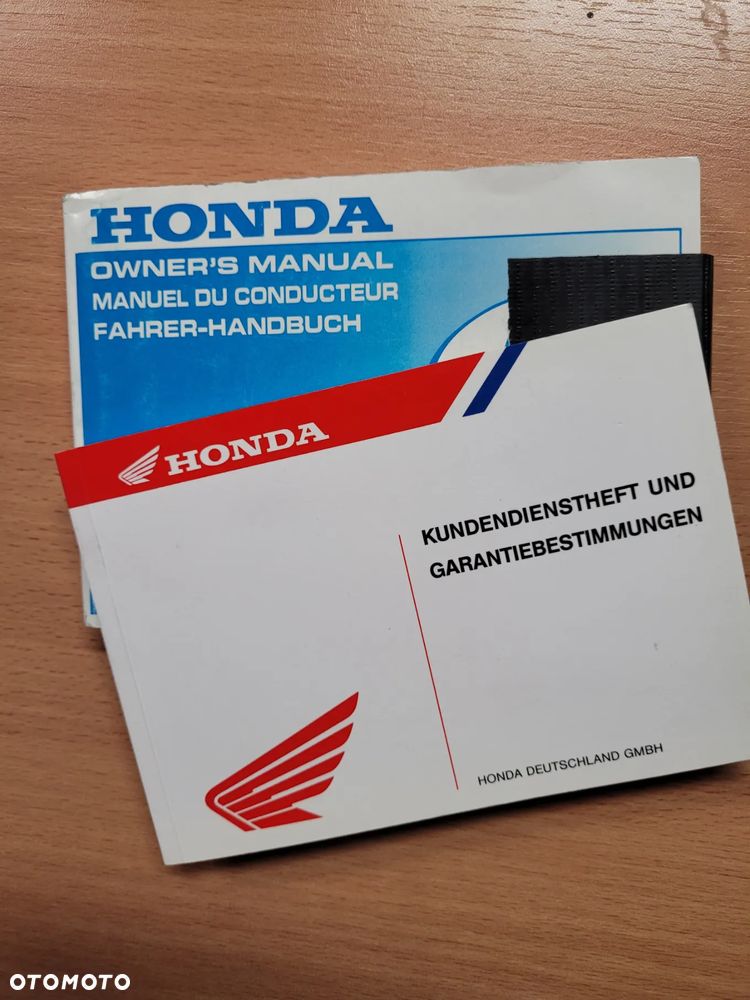 HONDA
OWNER'S MANUAL
MANUEL DU CONDUCTEUR
FAHRER-HANDBUCH
HONDA
KUNDENDIENSTHEFT UND
GARANTIEBESTIMMUNGEN
HONDA DEUTSCHLAND GMBH
OTOMOTO